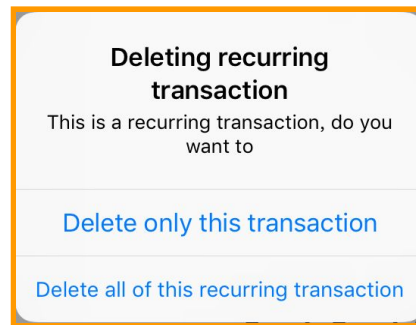 Deleting recurring
transaction
This is a recurring transaction, do you
want to
Delete only this transaction
Delete all of this recurring transaction